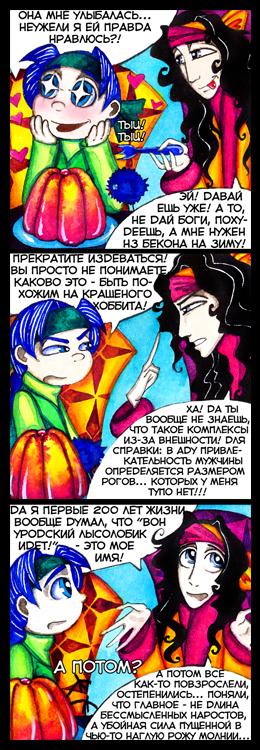 ОНА МНЕ УЛЫБАЛАСЬ...
НЕУЖЕЛИ Я ЕЙ ПРАВДА
НРАВЛЮСЬ?!
ТЫЦ!
ТЫЦ!
ЭЙ! ДАВАЙ
ЕШЬ УЖЕ! А ТО,
НЕ ДАЙ БОГИ, ПОХУ-
ДЕЕШЬ, А МНЕ НУЖЕН
НЗ БЕКОНА НА ЗИМУ!
ПРЕКРАТИТЕ ИЗДЕВАТЬСЯ!
ВЫ ПРОСТО НЕ ПОНИМАЕТЕ,
КАКОВО ЭТО - БЫТЬ ПО-
ХОЖИМ НА КРАШЕНОГО
ХОББИТА!
ХА! ДА ТЫ
ВООБЩЕ НЕ ЗНАЕШЬ,
ЧТО ТАКОЕ КОМПЛЕКСЫ
ИЗ-ЗА ВНЕШНОСТИ! ДЛЯ
СПРАВКИ: В АДУ ПРИВЛЕ-
КАТЕЛЬНОСТЬ МУЖЧИНЫ
ОПРЕДЕЛЯЕТСЯ РАЗМЕРОМ
РОГОВ... КОТОРЫХ У МЕНЯ
ТУПО НЕТ!!!
ДА Я ПЕРВЫЕ 200 ЛЕТ ЖИЗНИ
ВООБЩЕ ДУМАЛ, ЧТО "ВОН
УРОДСКИЙ ЛЫСОЛОБИК
ИДЕТ!" - ЭТО МОЕ
ИМЯ!
А ПОТОМ?
А ПОТОМ ВСЕ
КАК-ТО ПОВЗРОСЛЕЛИ,
ОСТЕПЕНИЛИСЬ... ПОНЯЛИ,
ЧТО ГЛАВНОЕ - НЕ ДЛИНА
БЕССМЫСЛЕННЫХ НАРОСТОВ,
А УБОЙНАЯ СИЛА ПУЩЕННОЙ В
ЧЬЮ-ТО НАГЛУЮ РОЖУ МОЛНИИ...